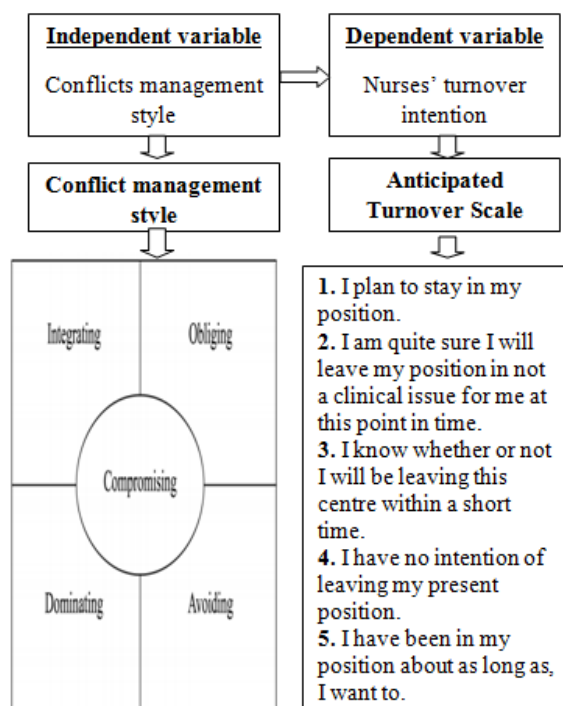 Independent variable
Conflicts management
style
Dependent variable
Nurses’ turnover
intention
Conflict management
style
Anticipated
Turnover Scale
Integrating
Obliging
Compromising
Dominating
Avoiding
1. I plan to stay in my
position.
2. I am quite sure I will
leave my position in not
a clinical issue for me at
this point in time.
3. I know whether or not
I will be leaving this
centre within a short
time.
4. I have no intention of
leaving my present
position.
5. I have been in my
position about as long as,
I want to.